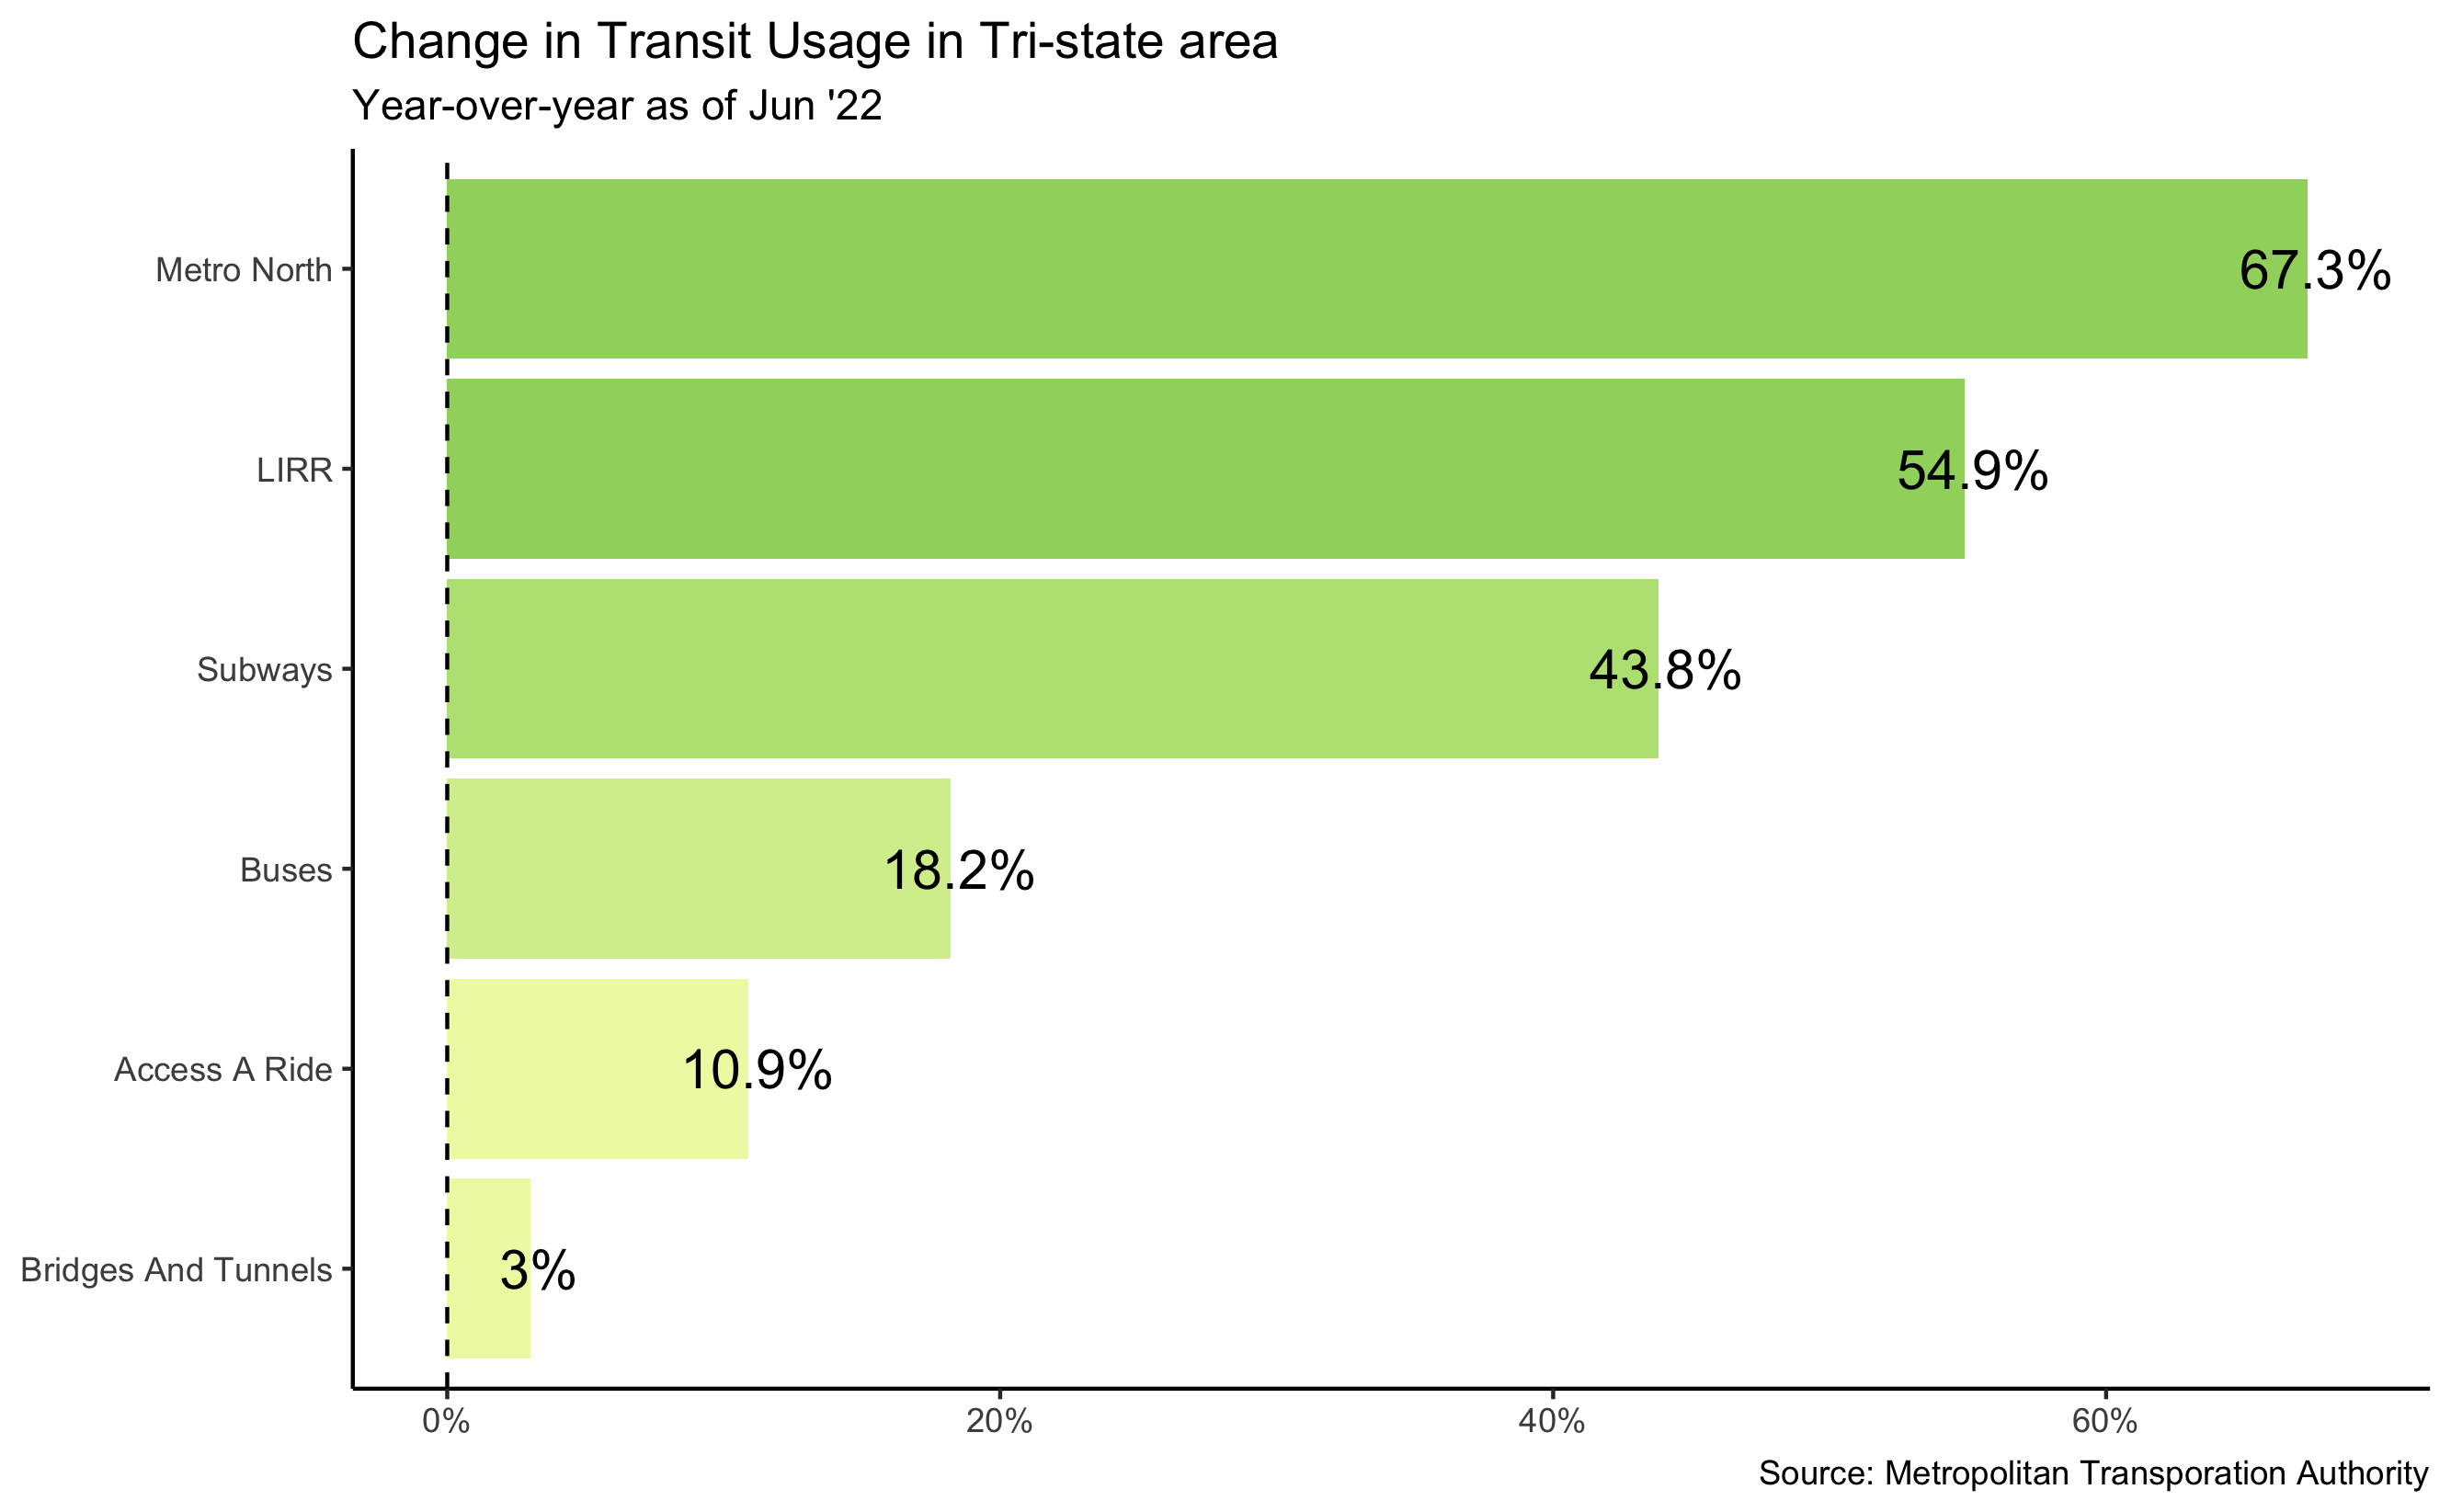 Change in Transit Usage in Tri-state area
Year-over-year as of Jun '22
Metro North
67.3%
LIRR
54.9%
Subways
43.8%
Buses
18.2%
Access A Ride
10.9%
Bridges And Tunnels
3%
0% 20% 40% 60%
Source: Metropolitan Transporation Authority